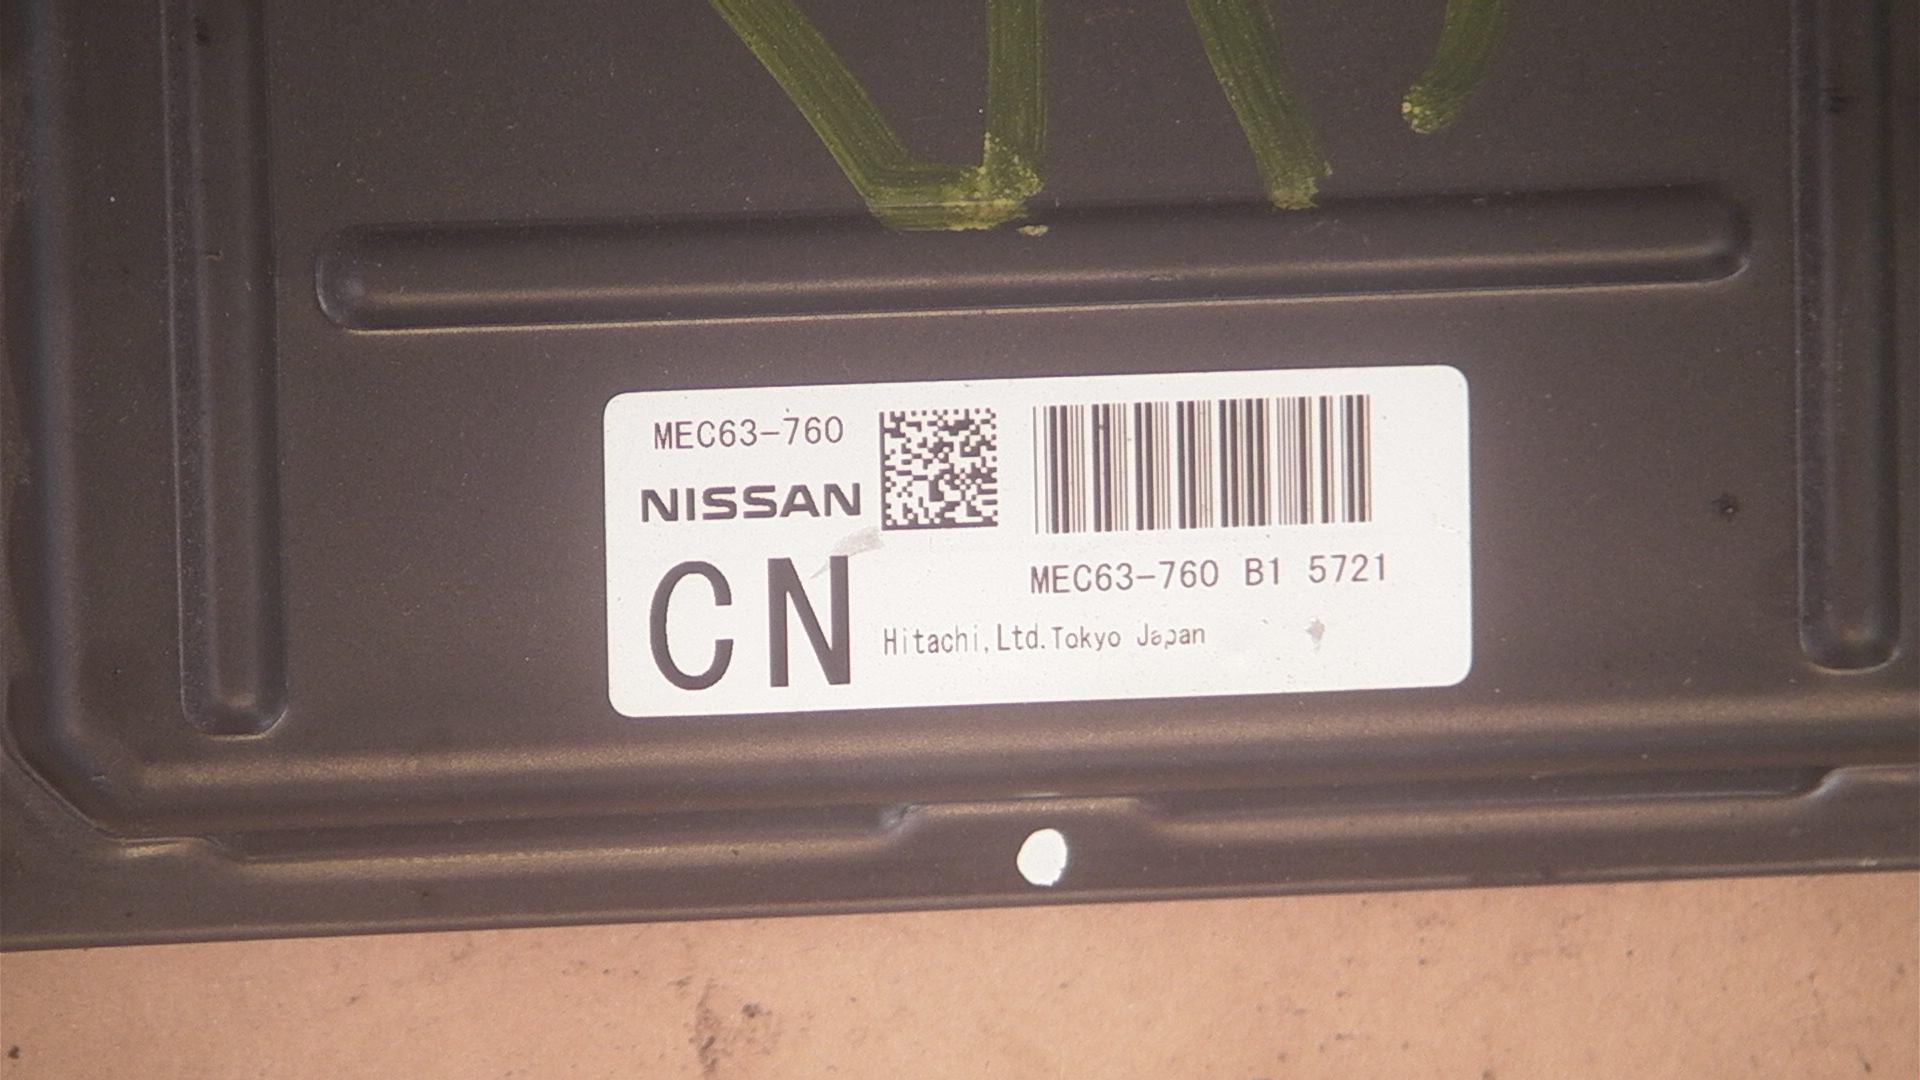 MEC63-760
NISSAN
CN
MEC63-760 B1 5721
Hitachi,Ltd.Tokyo Japan